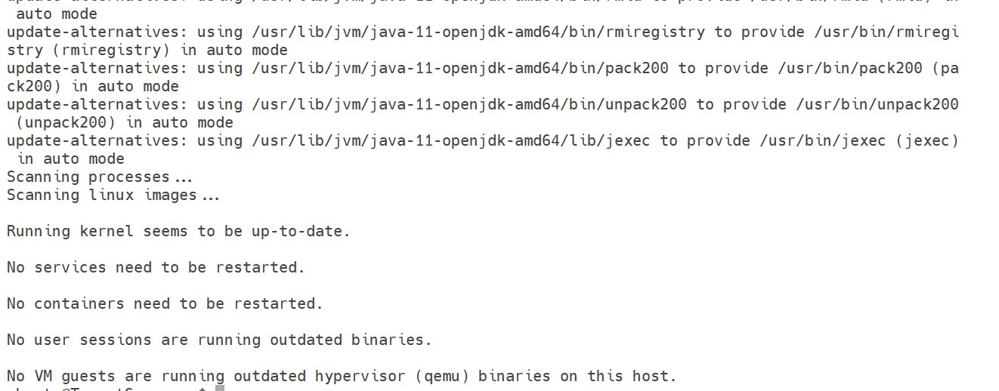 auto mode
update-alternatives: using /usr/lib/jvm/java-11-openjdk-amd64/bin/rmiregistry to provide /usr/bin/rmiregi
stry (rmiregistry) in auto mode
update-alternatives: using /usr/lib/jvm/java-11-openjdk-amd64/bin/pack200 to provide /usr/bin/pack200 (pa
ck200) in auto mode
update-alternatives: using /usr/lib/jvm/java-11-openjdk-amd64/bin/unpack200 to provide /usr/bin/unpack200
(unpack200) in auto mode
update-alternatives: using /usr/lib/jvm/java-11-openjdk-amd64/lib/jexec to provide /usr/bin/jexec (jexec)
in auto mode
Scanning processes...
Scanning linux images...
Running kernel seems to be up-to-date.
No services need to be restarted.
No containers need to be restarted.
No user sessions are running outdated binaries.
No VM guests are running outdated hypervisor (qemu) binaries on this host.